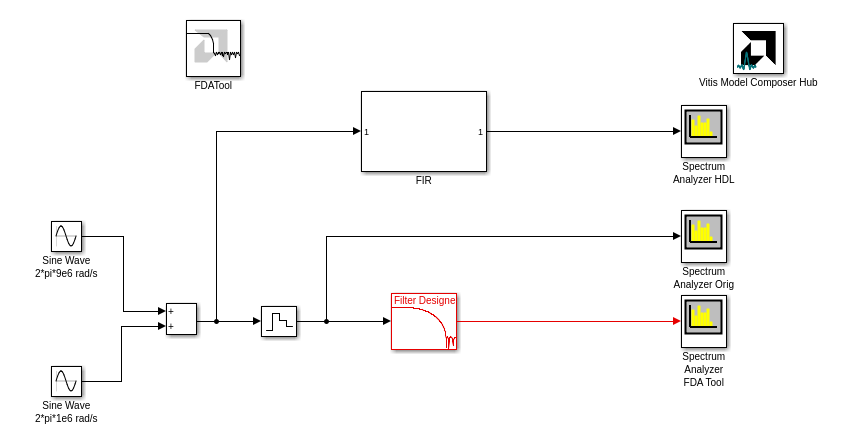 FDATool
Vitis Model Composer Hub
1
1
FIR
Spectrum
Analyzer HDL
Sine Wave
2*pi*9e6 rad/s
Spectrum
Analyzer Orig
+
+
Filter Designe
Spectrum
Analyzer
FDA Tool
Sine Wave
2*pi*1e6 rad/s